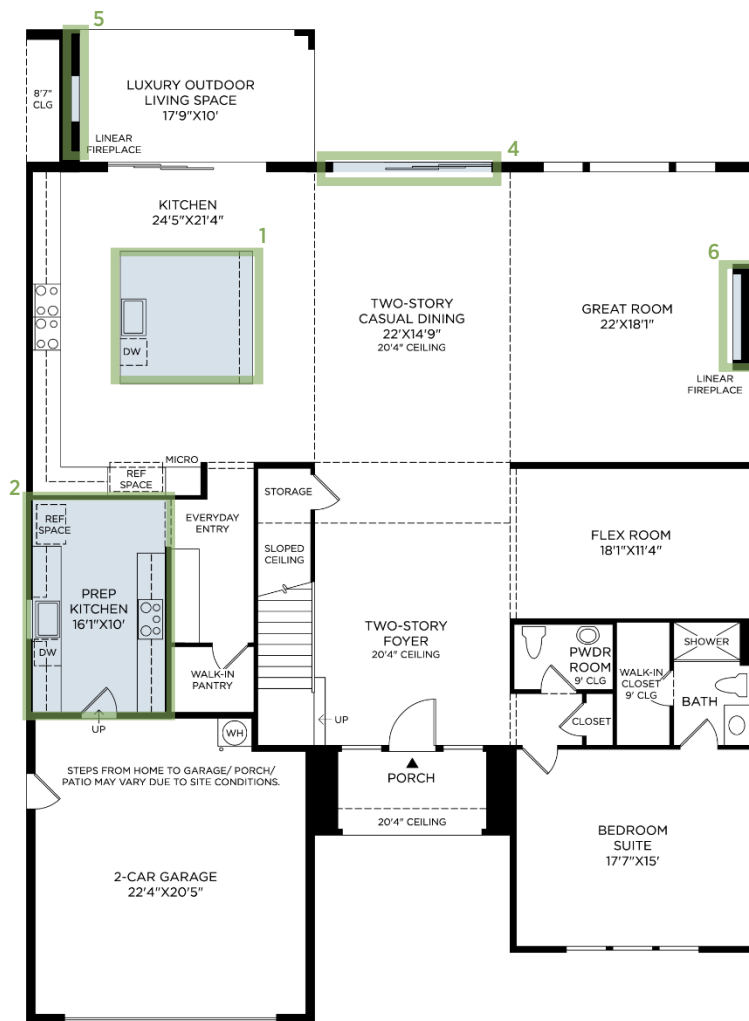 5
LUXURY OUTDOOR
LIVING SPACE
17'9"X10'
8'7"
CLG
LINEAR
FIREPLACE
4
KITCHEN
24'5"X21'4"
1
6
TWO-STORY
CASUAL DINING
22'X14'9"
20'4" CEILING
GREAT ROOM
22'X18'1"
DW
LINEAR
FIREPLACE
MICRO
REF
SPACE
2
STORAGE
REF
SPACE
EVERYDAY
ENTRY
FLEX ROOM
18'1"X11'4"
SLOPED
CEILING
PREP
KITCHEN
16'1"X10'
TWO-STORY
FOYER
20'4" CEILING
DW
PWDR
ROOM
9' CLG
SHOWER
WALK-IN
CLOSET
9' CLG
WALK-IN
PANTRY
BATH
UP
UP
CLOSET
WH
STEPS FROM HOME TO GARAGE/ PORCH/
PATIO MAY VARY DUE TO SITE CONDITIONS.
PORCH
20'4" CEILING
BEDROOM
SUITE
17'7"X15'
2-CAR GARAGE
22'4"X20'5"